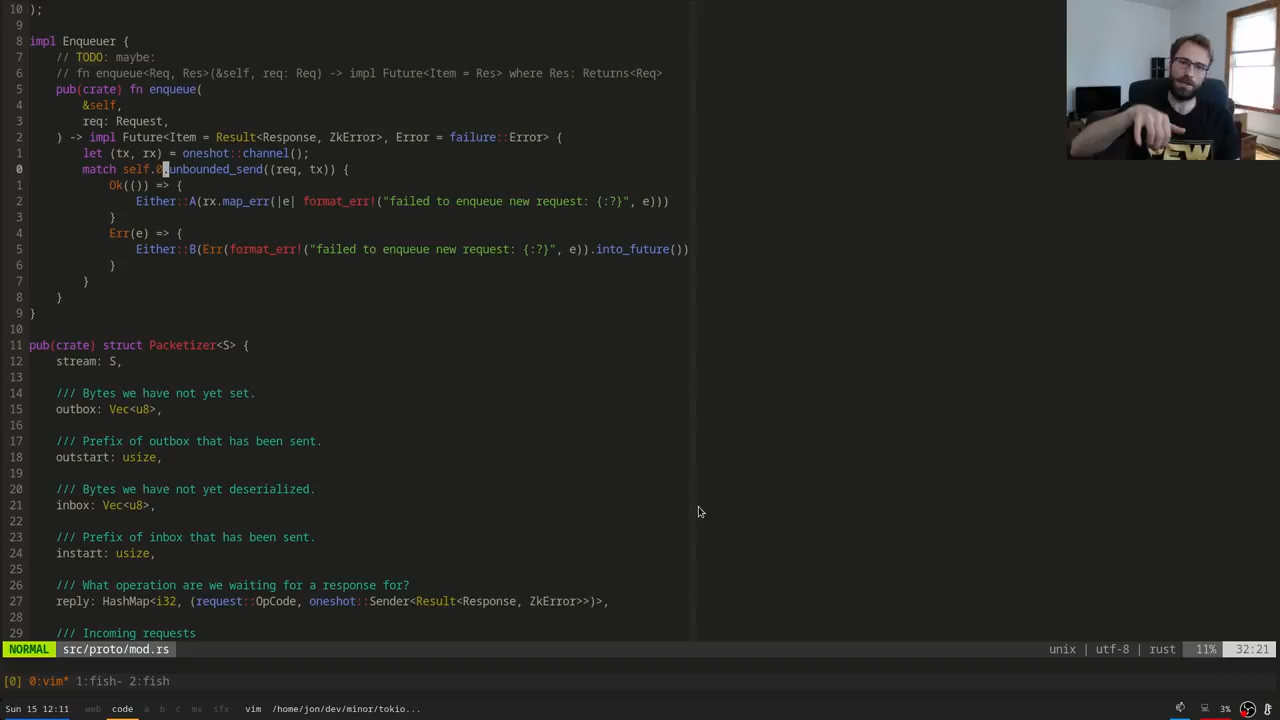 10 );
9
8 impl Enqueuer {
7     // TODO: maybe:
6     // fn enqueue<Req, Res>(&self, req: Req) -> impl Future<Item = Res> where Res: Returns<Req>
5     pub(crate) fn enqueue(
4         &self,
3         req: Request,
2     ) -> impl Future<Item = Result<Response, ZkError>, Error = failure::Error> {
1         let (tx, rx) = oneshot::channel();
0         match self.0.unbounded_send((req, tx)) {
1             Ok(()) => {
2                 Either::A(rx.map_err(|e| format_err!("failed to enqueue new request: {:?}", e)))
3             }
4             Err(e) => {
5                 Either::B(Err(format_err!("failed to enqueue new request: {:?}", e)).into_future())
6             }
7         }
8     }
9 }
10
11 pub(crate) struct Packetizer<S> {
12     stream: S,
13
14     /// Bytes we have not yet set.
15     outbox: Vec<u8>,
16
17     /// Prefix of outbox that has been sent.
18     outstart: usize,
19
20     /// Bytes we have not yet deserialized.
21     inbox: Vec<u8>,
22
23     /// Prefix of inbox that has been sent.
24     instart: usize,
25
26     /// What operation are we waiting for a response for?
27     reply: HashMap<i32, (request::OpCode, oneshot::Sender<Result<Response, ZkError>>)>,
28
29     /// Incoming requests
NORMAL src/proto/mod.rs unix | utf-8 | rust 11% 32:21
[0] 0:vim* 1:fish- 2:fish
Sun 15 12:11 web code a b c mx sfx vim /home/jon/dev/minor/tokio... 3%